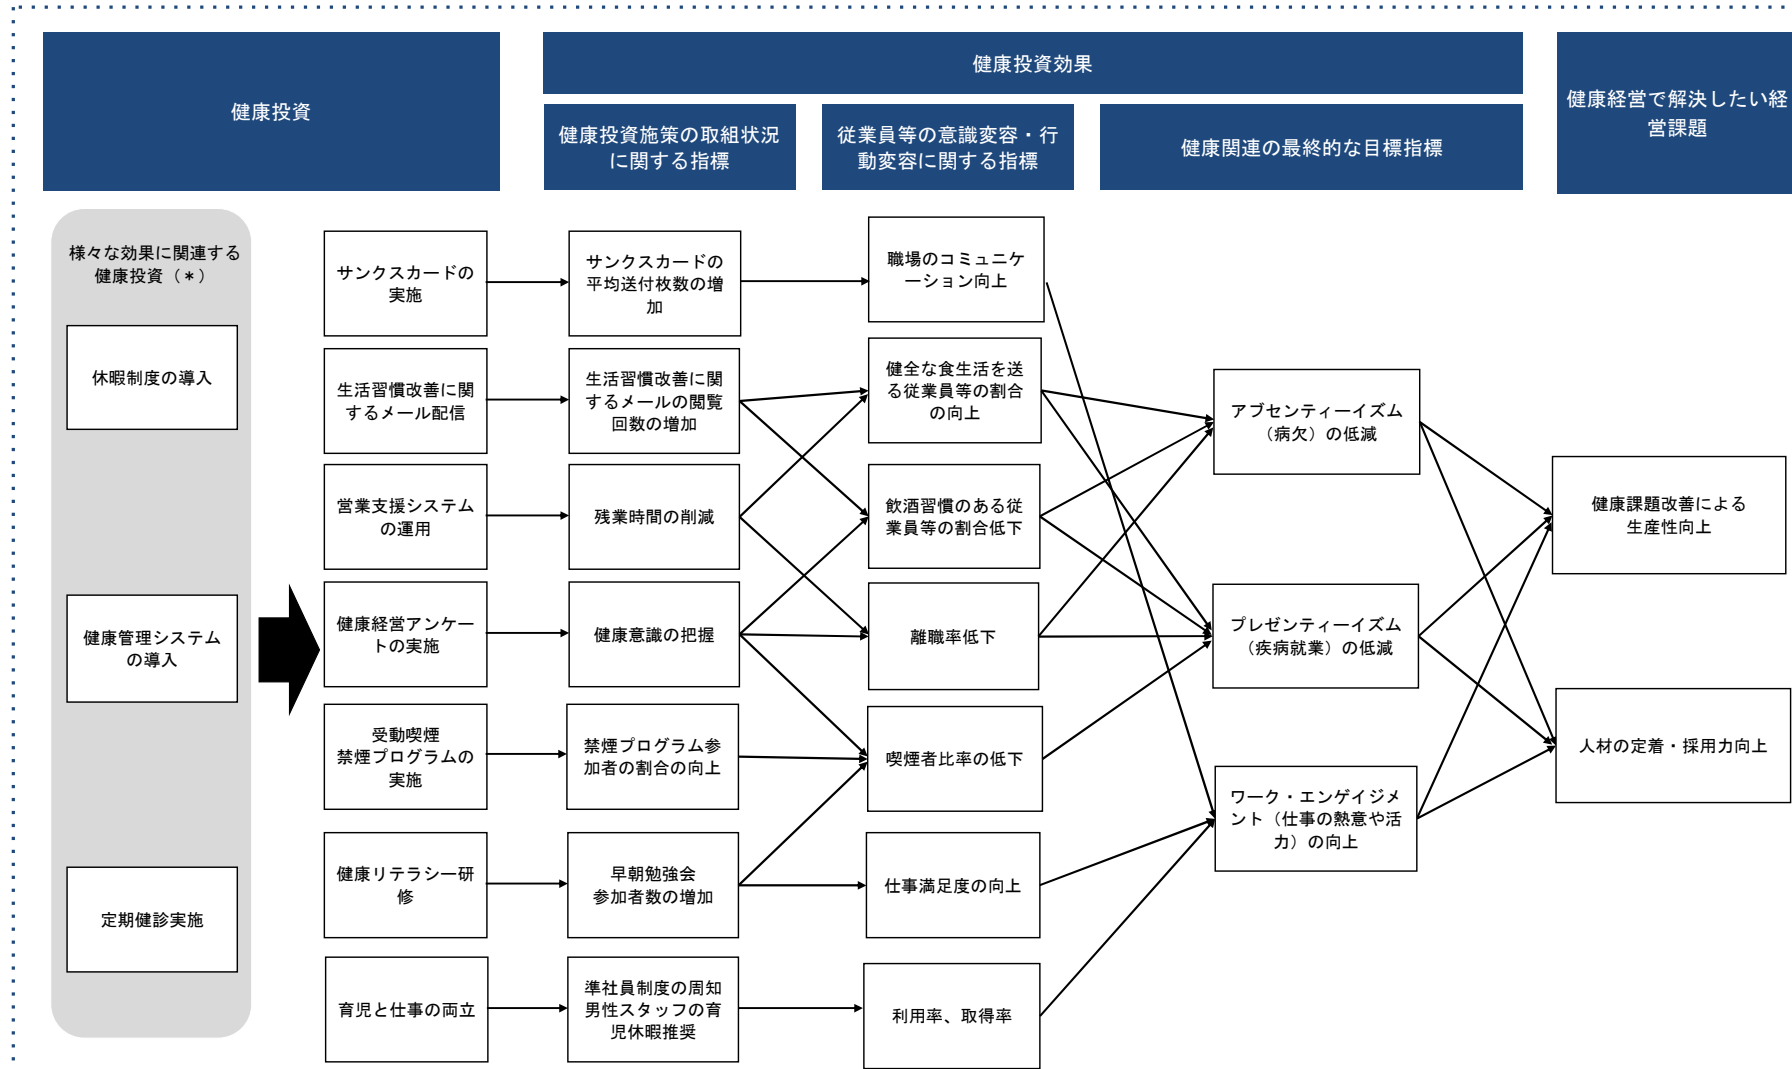 健康投資
健康投資効果
健康経営で解決したい経
営課題
健康投資施策の取組状況
に関する指標
従業員等の意識変容・行
動変容に関する指標
健康関連の最終的な目標指標
様々な効果に関連する
健康投資（＊）
休暇制度の導入
健康管理システム
の導入
定期健診実施
サンクスカードの
実施
生活習慣改善に関
するメール配信
営業支援システム
の運用
健康経営アンケー
トの実施
受動喫煙
禁煙プログラムの
実施
健康リテラシー研
修
育児と仕事の両立
サンクスカードの
平均送付枚数の増
加
生活習慣改善に関
するメールの閲覧
回数の増加
残業時間の削減
健康意識の把握
禁煙プログラム参
加者の割合の向上
早朝勉強会
参加者数の増加
準社員制度の周知
男性スタッフの育
児休暇推奨
職場のコミュニケ
ーション向上
健全な食生活を送
る従業員等の割合
の向上
飲酒習慣のある従
業員等の割合低下
離職率低下
喫煙者比率の低下
仕事満足度の向上
利用率、取得率
アブセンティーイズム
（病欠）の低減
プレゼンティーイズム
（疾病就業）の低減
ワーク・エンゲイジメ
ント（仕事の熱意や活
力）の向上
健康課題改善による
生産性向上
人材の定着・採用力向上